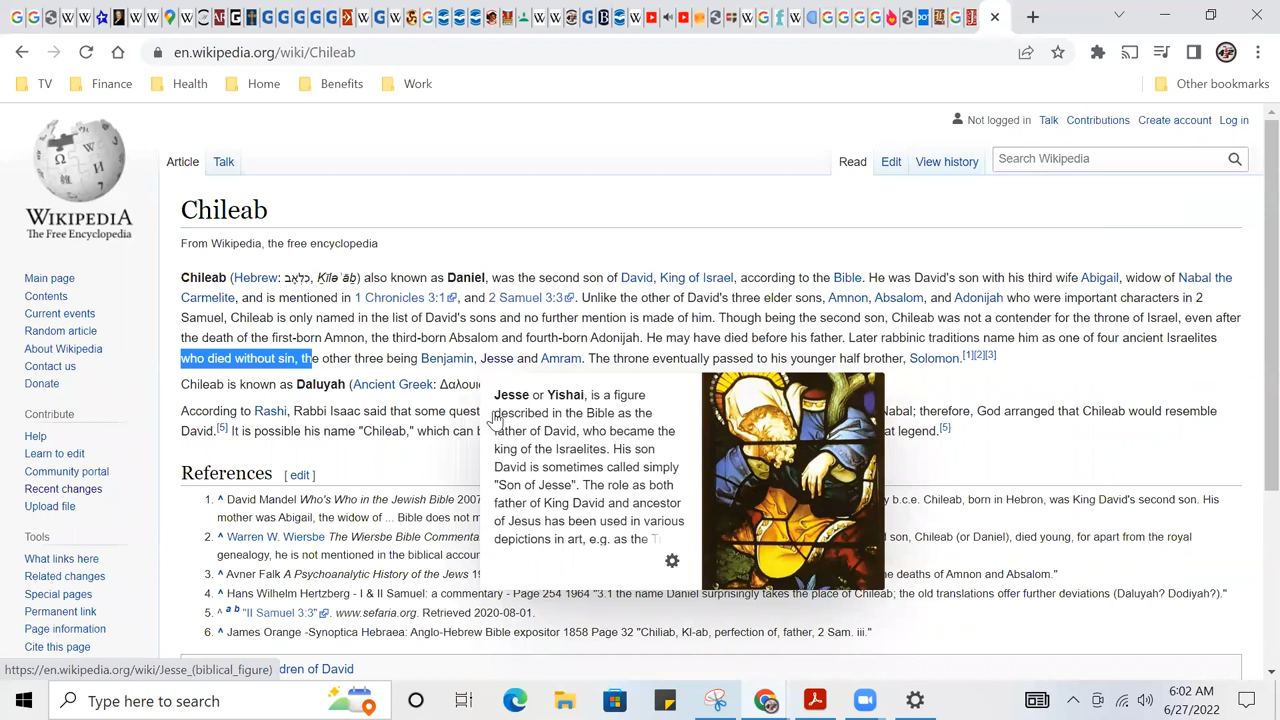 en.wikipedia.org/wiki/Chileab
TV Finance Health Home Benefits Work Other bookmarks
Not logged in Talk Contributions Create account Log in
Article Talk Read Edit View history Search Wikipedia
WIKIPEDIA
The Free Encyclopedia
Main page
Contents
Current events
Random article
About Wikipedia
Contact us
Donate
Contribute
Help
Learn to edit
Community portal
Recent changes
Upload file
Tools
What links here
Related changes
Special pages
Permanent link
Page information
Cite this page
Chileab
From Wikipedia, the free encyclopedia
Chileab (Hebrew: כִלְאָב, Ḵīləʾāḇ) also known as Daniel, was the second son of David, King of Israel, according to the Bible. He was David's son with his third wife Abigail, widow of Nabal the
Carmelite, and is mentioned in 1 Chronicles 3:1, and 2 Samuel 3:3. Unlike the other of David's three elder sons, Amnon, Absalom, and Adonijah who were important characters in 2
Samuel, Chileab is only named in the list of David's sons and no further mention is made of him. Though being the second son, Chileab was not a contender for the throne of Israel, even after
the death of the first-born Amnon, the third-born Absalom and fourth-born Adonijah. He may have died before his father. Later rabbinic traditions name him as one of four ancient Israelites
who died without sin, the other three being Benjamin, Jesse and Amram. The throne eventually passed to his younger half brother, Solomon.[1][2][3]
Chileab is known as Daluyah (Ancient Greek: Δαλουι
According to Rashi, Rabbi Isaac said that some quest Nabal; therefore, God arranged that Chileab would resemble
David.[5] It is possible his name "Chileab," which can b at legend.[5]
Jesse or Yishai, is a figure
described in the Bible as the
father of David, who became the
king of the Israelites. His son
David is sometimes called simply
"Son of Jesse". The role as both
father of King David and ancestor
of Jesus has been used in various
depictions in art, e.g. as the T
References [ edit ]
1. ^ David Mandel Who's Who in the Jewish Bible 2007 y b.c.e. Chileab, born in Hebron, was King David's second son. His
mother was Abigail, the widow of ... Bible does not m
2. ^ Warren W. Wiersbe The Wiersbe Bible Commenta son, Chileab (or Daniel), died young, for apart from the royal
genealogy, he is not mentioned in the biblical accoun
3. ^ Avner Falk A Psychoanalytic History of the Jews 19 e deaths of Amnon and Absalom."
4. ^ Hans Wilhelm Hertzberg - I & II Samuel: a commentary - Page 254 1964 "3.1 the name Daniel surprisingly takes the place of Chileab; the old translations offer further deviations (Daluyah? Dodiyah?)."
5. ^ a b "II Samuel 3:3". www.sefaria.org. Retrieved 2020-08-01.
6. ^ James Orange -Synoptica Hebraea: Anglo-Hebrew Bible expositor 1858 Page 32 "Chiliab, Kl-ab, perfection of, father, 2 Sam. iii."
https://en.wikipedia.org/wiki/Jesse_(biblical_figure) dren of David
Type here to search
6:02 AM
6/27/2022